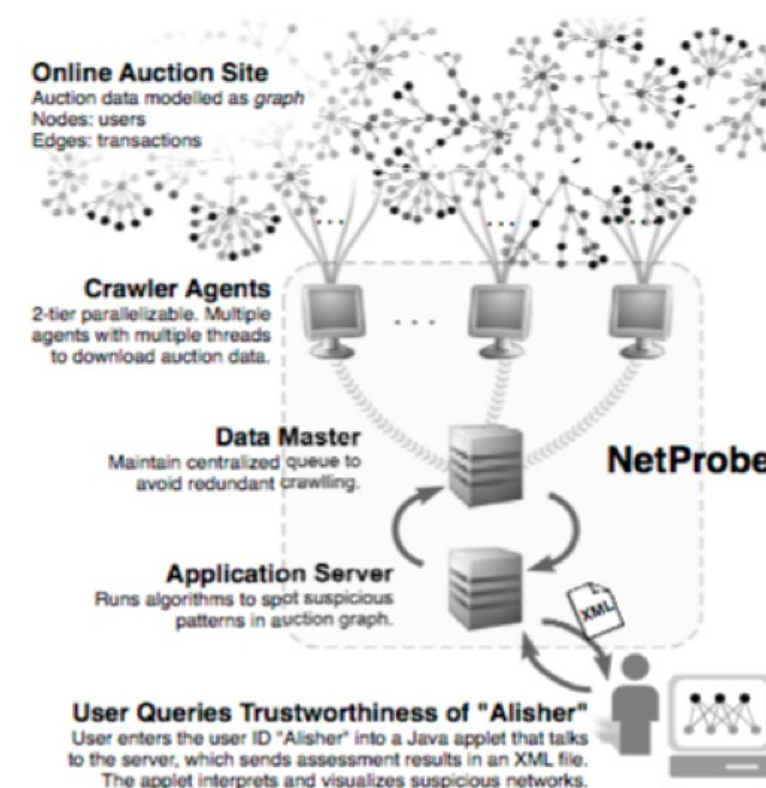 Online Auction Site
Auction data modelled as graph
Nodes: users
Edges: transactions
...
...
...
Crawler Agents
2-tier parallelizable. Multiple
agents with multiple threads
to download auction data.
...
Data Master
Maintain centralized queue to
avoid redundant crawlling.
NetProbe
Application Server
Runs algorithms to spot suspicious
patterns in auction graph.
XML
User Queries Trustworthiness of "Alisher"
User enters the user ID "Alisher" into a Java applet that talks
to the server, which sends assessment results in an XML file.
The applet interprets and visualizes suspicious networks.